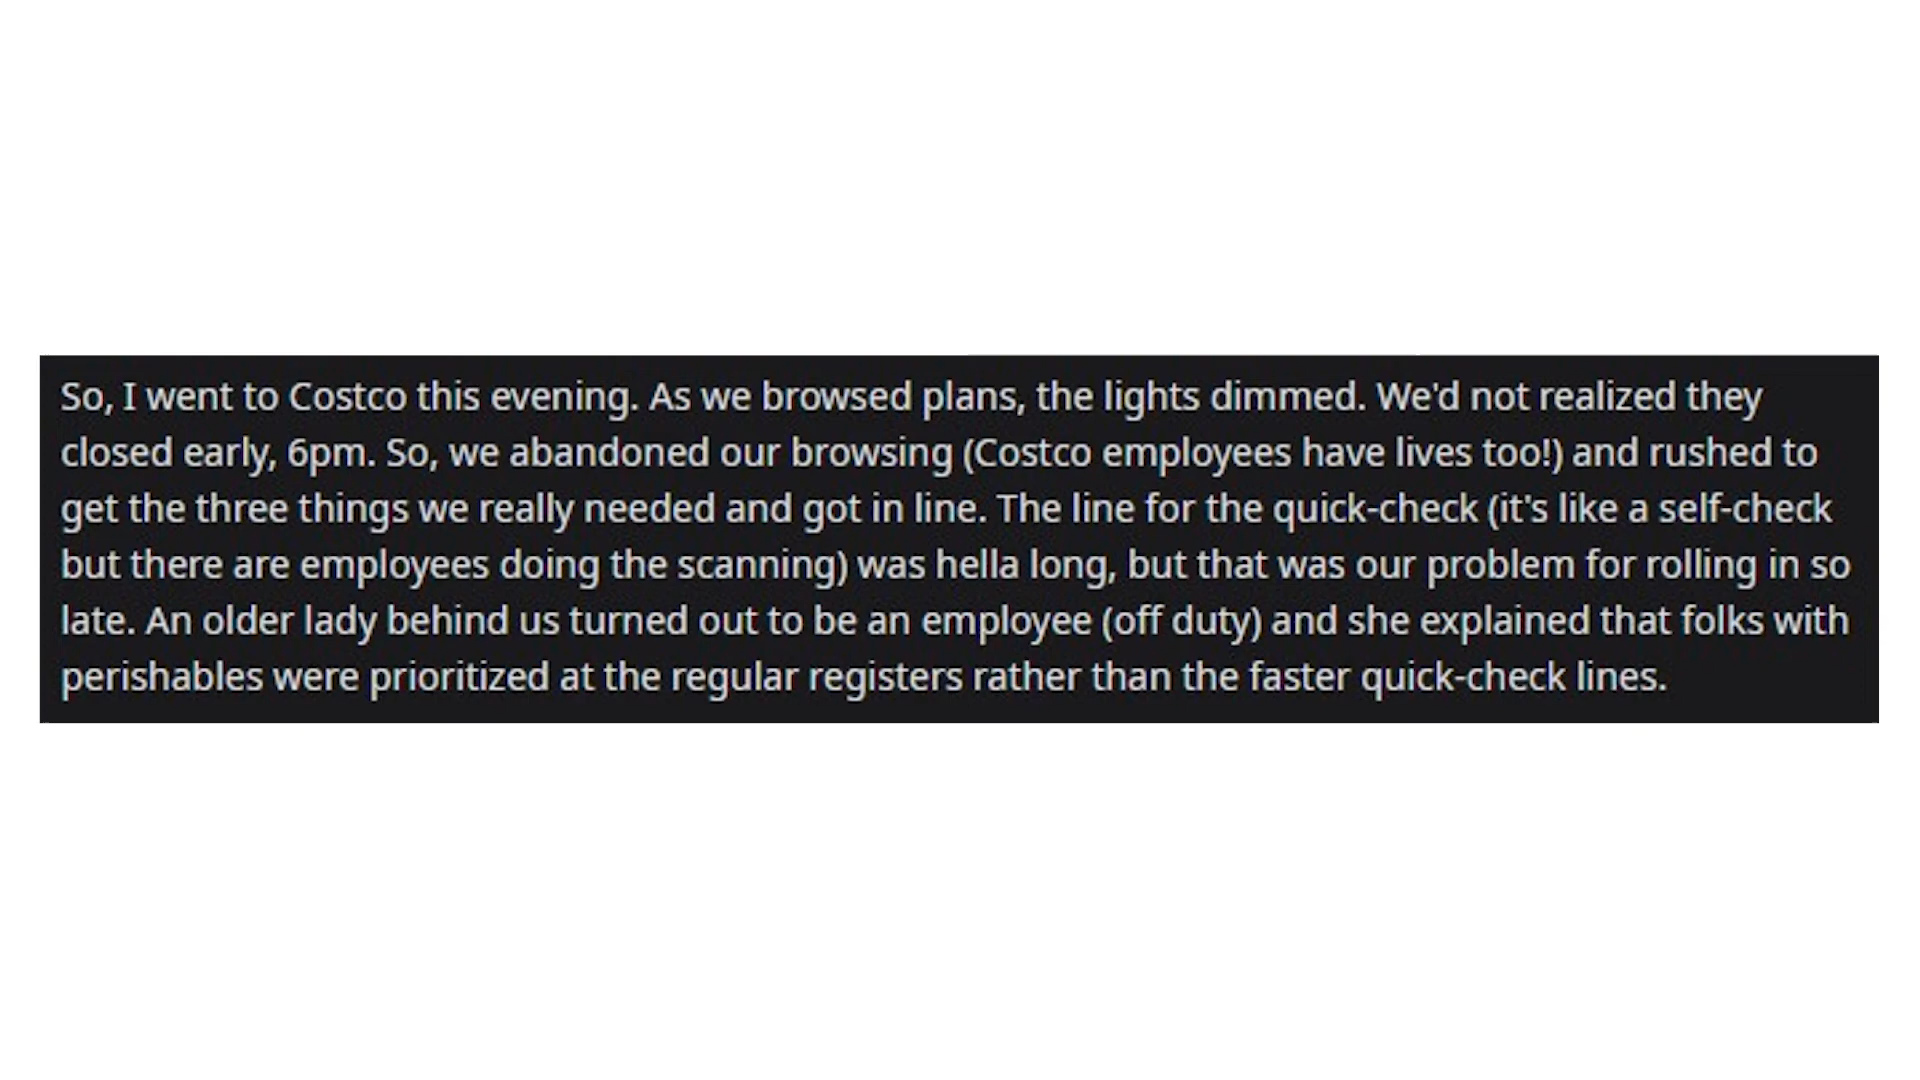 So, I went to Costco this evening. As we browsed plans, the lights dimmed. We'd not realized they
closed early, 6pm. So, we abandoned our browsing (Costco employees have lives too!) and rushed to
get the three things we really needed and got in line. The line for the quick-check (it's like a self-check
but there are employees doing the scanning) was hella long, but that was our problem for rolling in so
late. An older lady behind us turned out to be an employee (off duty) and she explained that folks with
perishables were prioritized at the regular registers rather than the faster quick-check lines.